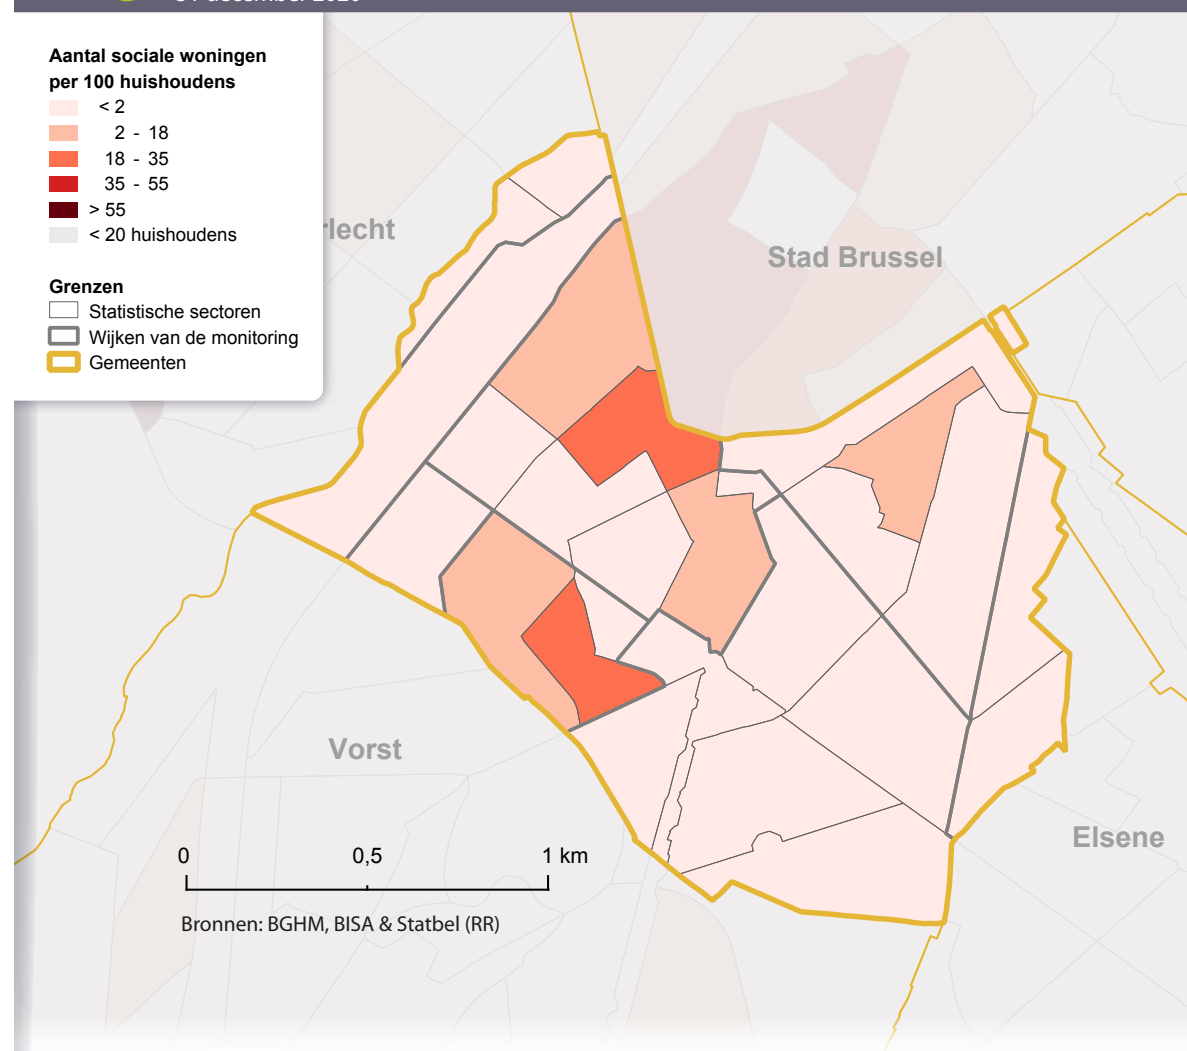 Aantal sociale woningen
per 100 huishoudens
< 2
2 - 18
18 - 35
35 - 55
> 55
< 20 huishoudens
Grenzen
Statistische sectoren
Wijken van de monitoring
Gemeenten
rlecht
Stad Brussel
Vorst
Elsene
0 0,5 1 km
Bronnen: BGHM, BISA & Statbel (RR)